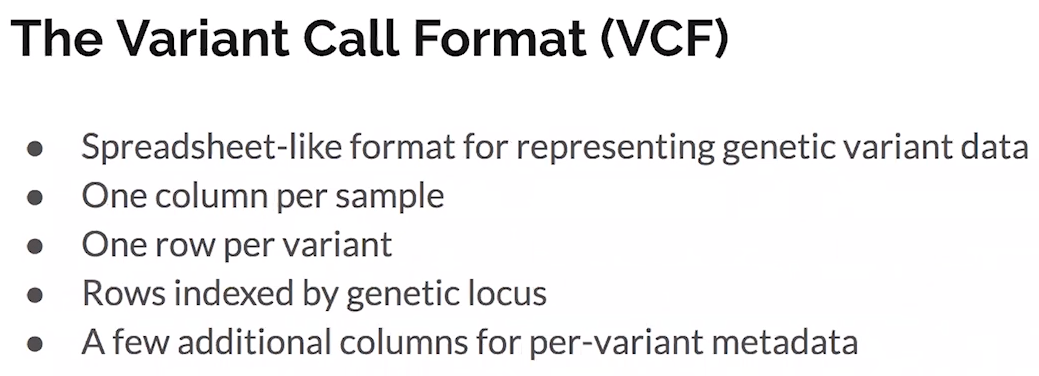 The Variant Call Format (VCF)
● Spreadsheet-like format for representing genetic variant data
● One column per sample
● One row per variant
● Rows indexed by genetic locus
● A few additional columns for per-variant metadata